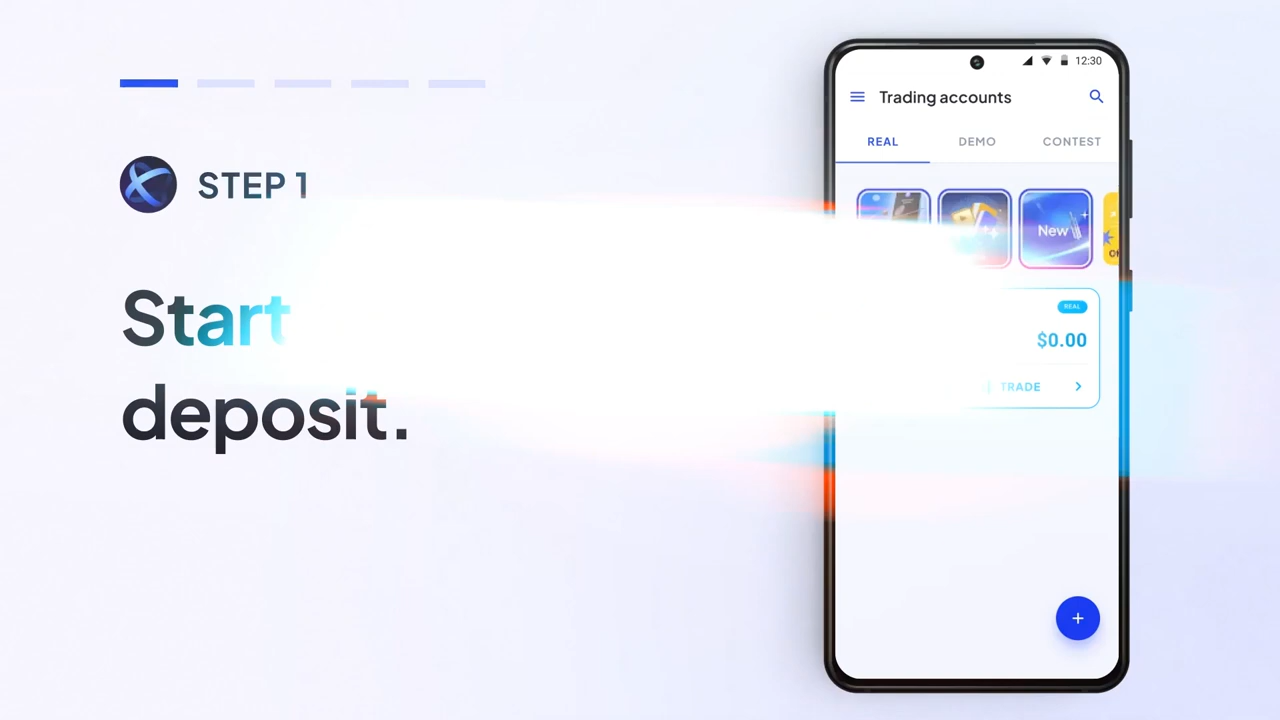 STEP 1
Start
deposit.
12:30
Trading accounts
REAL
DEMO
CONTEST
New
REAL
$0.00
TRADE